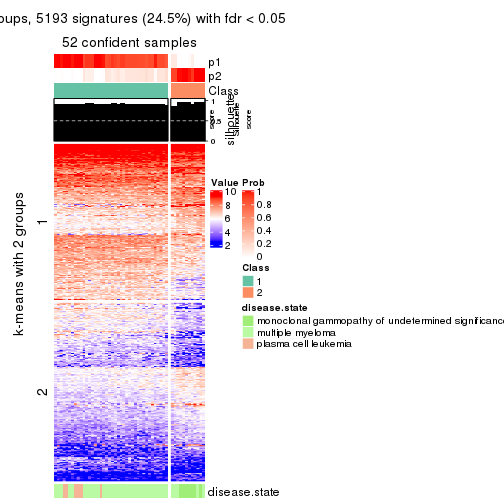 oups, 5193 signatures (24.5%) with fdr < 0.05
52 confident samples
p1
p2
Class
1
0.5
0
silhouette
score
Silhouette
score
k-means with 2 groups
1
2
Value
10
8
6
4
2
Prob
1
0.8
0.6
0.4
0.2
0
Class
1
2
disease.state
monoclonal gammopathy of undetermined significance
multiple myeloma
plasma cell leukemia
disease.state